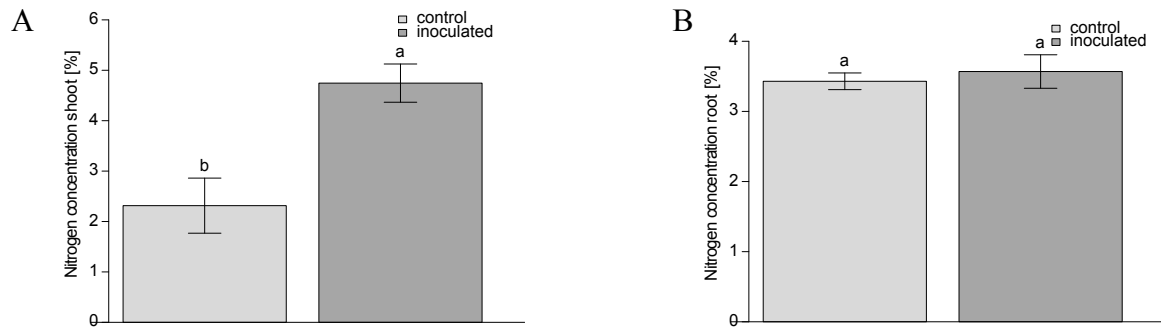 A
Nitrogen concentration shoot [%]
6
5
4
3
2
1
0
control
inoculated
b
a
B
Nitrogen concentration root [%]
4
3
2
1
0
control
inoculated
a
a